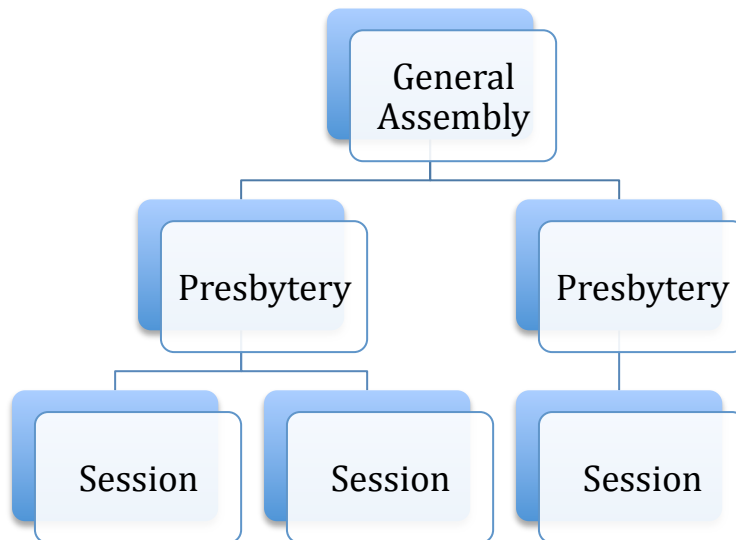 General
Assembly
Presbytery
Presbytery
Session
Session
Session